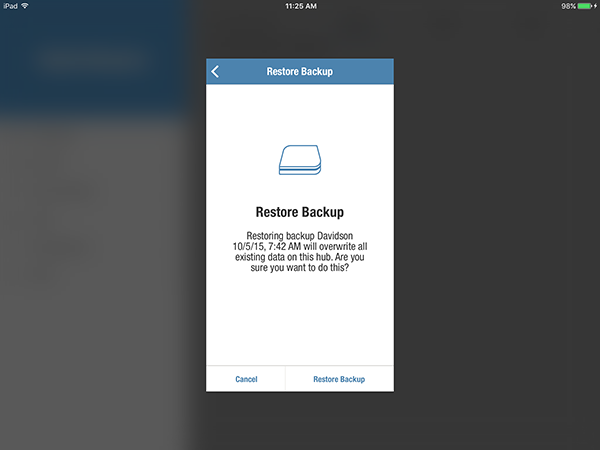 iPad 11:25 AM 98%
Restore Backup
Restore Backup
Restoring backup Davidson
10/5/15, 7:42 AM will overwrite all
existing data on this hub. Are you
sure you want to do this?
Cancel Restore Backup